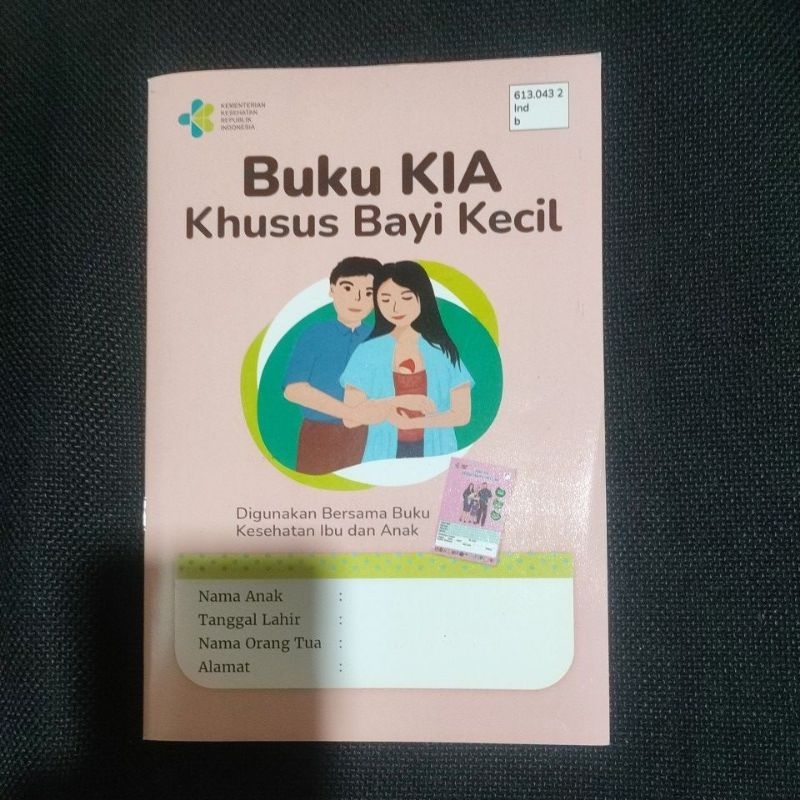 KEMENTERIAN
KESEHATAN
REPUBLIK
INDONESIA
613.043 2
Ind
b
Buku KIA
Khusus Bayi Kecil
Digunakan Bersama Buku
Kesehatan Ibu dan Anak
Nama Anak :
Tanggal Lahir :
Nama Orang Tua :
Alamat :